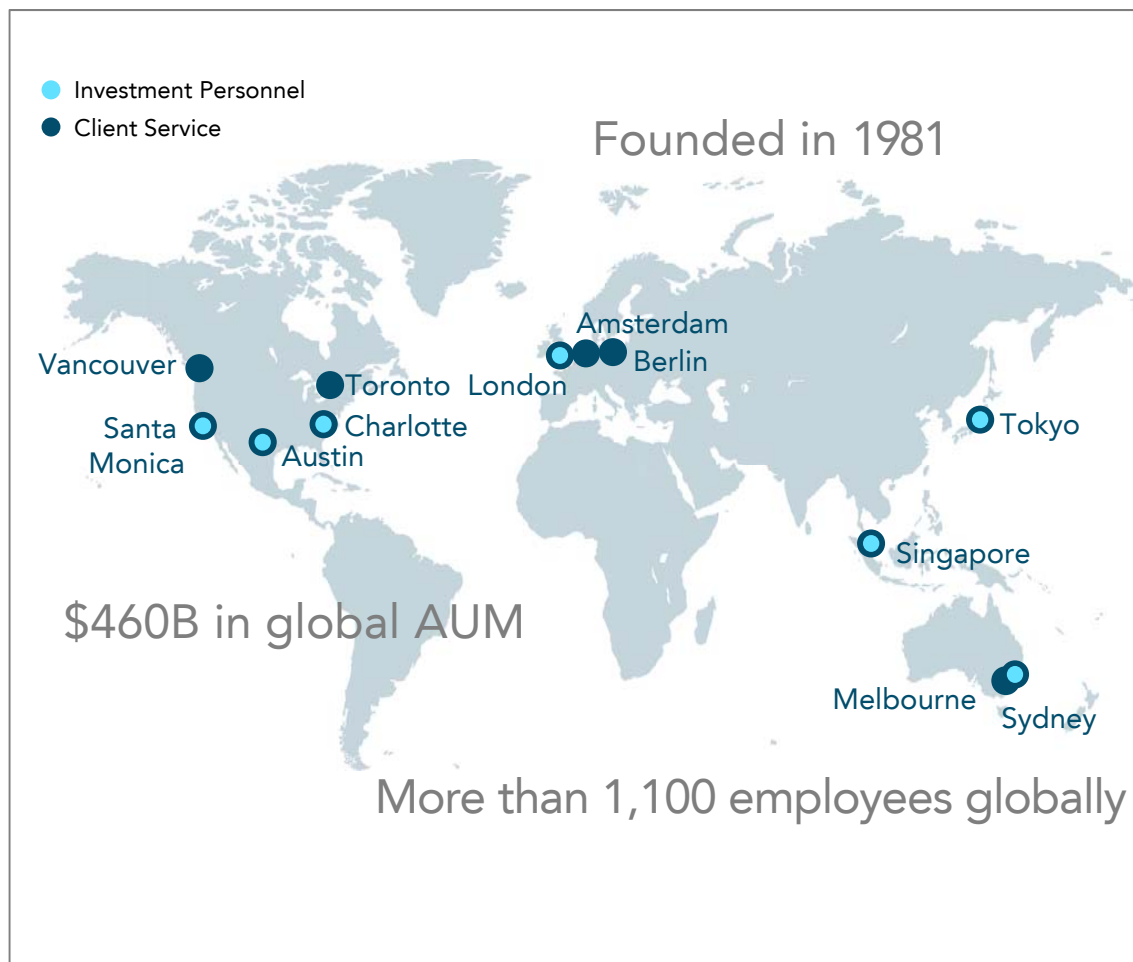 Investment Personnel
Client Service
Founded in 1981
Amsterdam
Vancouver
Berlin
Toronto
London
Santa
Monica
Charlotte
Austin
Tokyo
Singapore
$460B in global AUM
Melbourne
Sydney
More than 1,100 employees globally